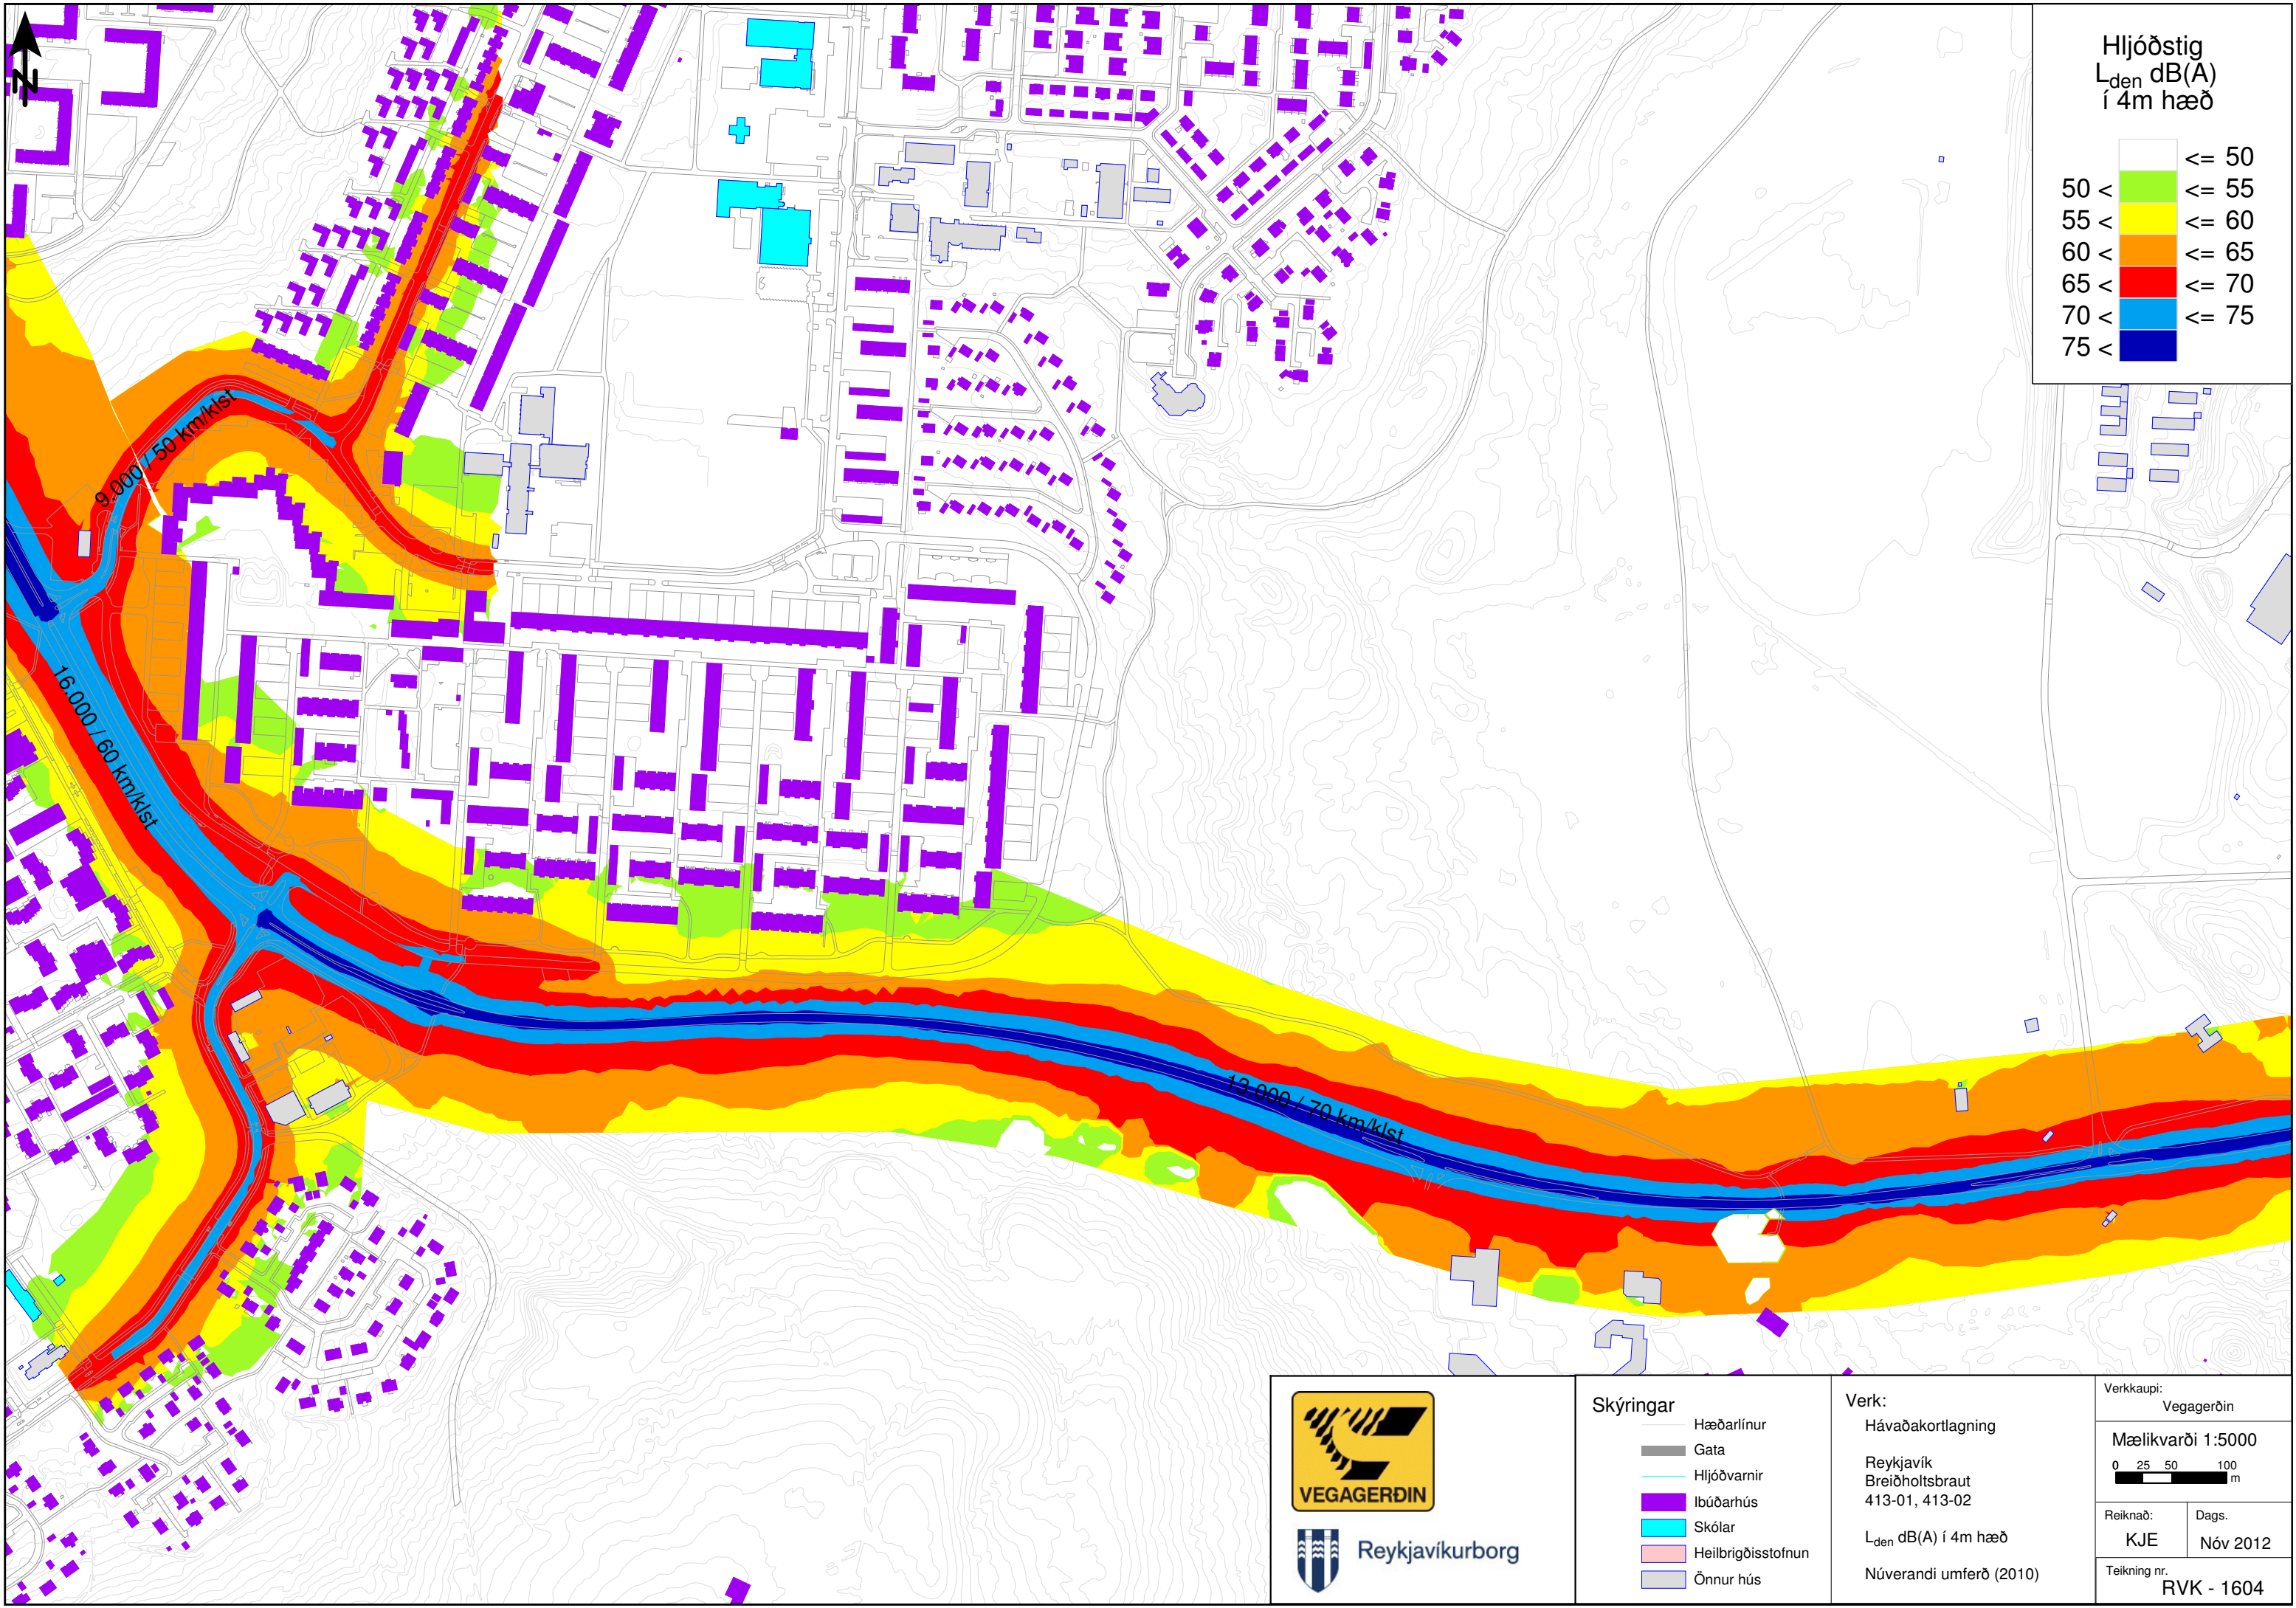 N
Hljóðstig
Lden dB(A)
í 4m hæð
<= 50
50 < <= 55
55 < <= 60
60 < <= 65
65 < <= 70
70 < <= 75
75 <
9.000 / 50 km/klst
16.000 / 60 km/klst
13.000 / 70 km/klst
VEGAGERÐIN
Reykjavíkurborg
Skýringar
Hæðarlínur
Gata
Hljóðvarnir
Ibúðarhús
Skólar
Heilbrigðisstofnun
Önnur hús
Verk:
Hávaðakortlagning
Reykjavík
Breiðholtsbraut
413-01, 413-02
Lden dB(A) í 4m hæð
Núverandi umferð (2010)
Verkkaupi:
Vegagerðin
Mælikvarði 1:5000
0 25 50 100
m
Reiknað:
KJE
Dags.
Nóv 2012
Teikning nr.
RVK - 1604